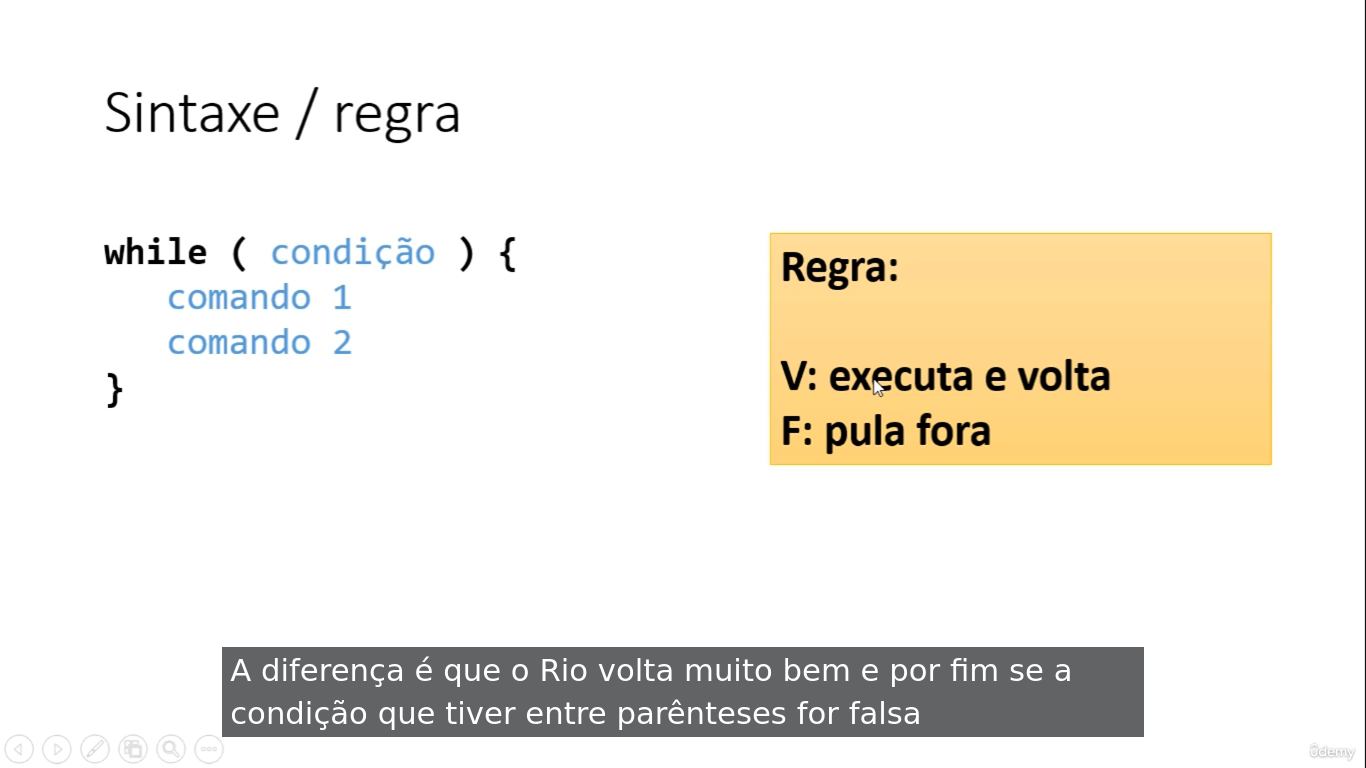 Sintaxe / regra
while ( condição ) {
comando 1
comando 2
}
Regra:
V: executa e volta
F: pula fora
A diferença é que o Rio volta muito bem e por fim se a
condição que tiver entre parênteses for falsa
ûdemy